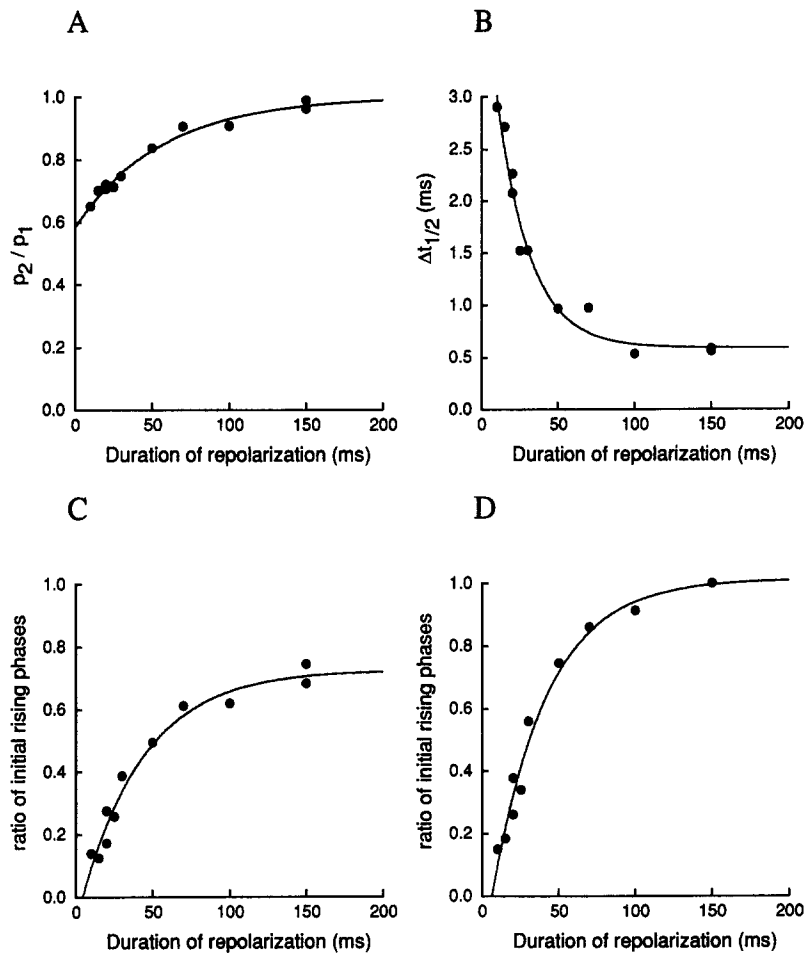 A
1.0
0.8
0.6
0.4
0.2
0.0
p2 / p1
0 50 100 150 200
Duration of repolarization (ms)
B
3.0
2.5
2.0
1.5
1.0
0.5
0.0
Δt1/2 (ms)
0 50 100 150 200
Duration of repolarization (ms)
C
1.0
0.8
0.6
0.4
0.2
0.0
ratio of initial rising phases
0 50 100 150 200
Duration of repolarization (ms)
D
1.0
0.8
0.6
0.4
0.2
0.0
ratio of initial rising phases
0 50 100 150 200
Duration of repolarization (ms)